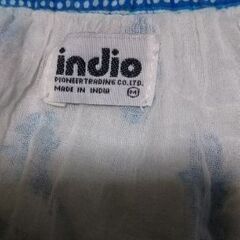 indio
PIONEER TRADING CO. LTD.
MADE IN INDIA M